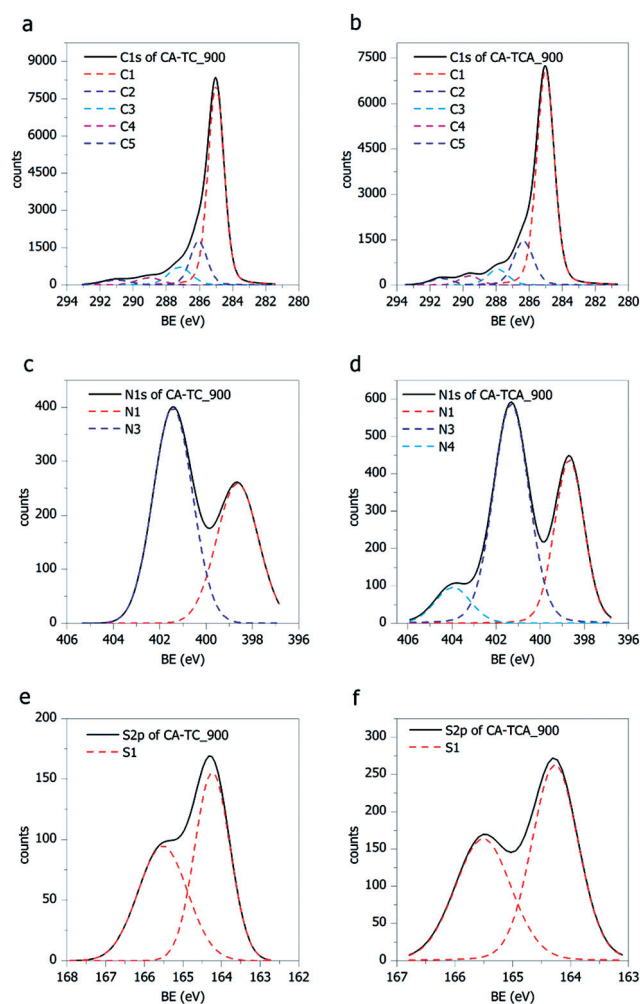 a
C1s of CA-TC_900
C1
C2
C3
C4
C5
9000
7500
6000
4500
3000
1500
0
counts
294 292 290 288 286 284 282 280
BE (eV)
b
C1s of CA-TCA_900
C1
C2
C3
C4
C5
7500
6000
4500
3000
1500
0
counts
294 292 290 288 286 284 282 280
BE (eV)
c
N1s of CA-TC_900
N1
N3
400
300
200
100
0
counts
406 404 402 400 398 396
BE (eV)
d
N1s of CA-TCA_900
N1
N3
N4
600
500
400
300
200
100
0
counts
406 404 402 400 398 396
BE (eV)
e
S2p of CA-TC_900
S1
200
150
100
50
0
counts
168 167 166 165 164 163 162
BE (eV)
f
S2p of CA-TCA_900
S1
300
250
200
150
100
50
0
counts
167 166 165 164 163
BE (eV)